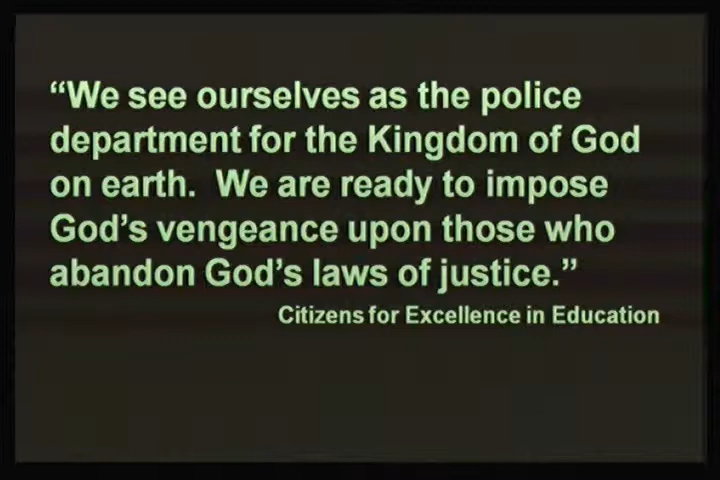 “We see ourselves as the police
department for the Kingdom of God
on earth.  We are ready to impose
God’s vengeance upon those who
abandon God’s laws of justice.”
Citizens for Excellence in Education